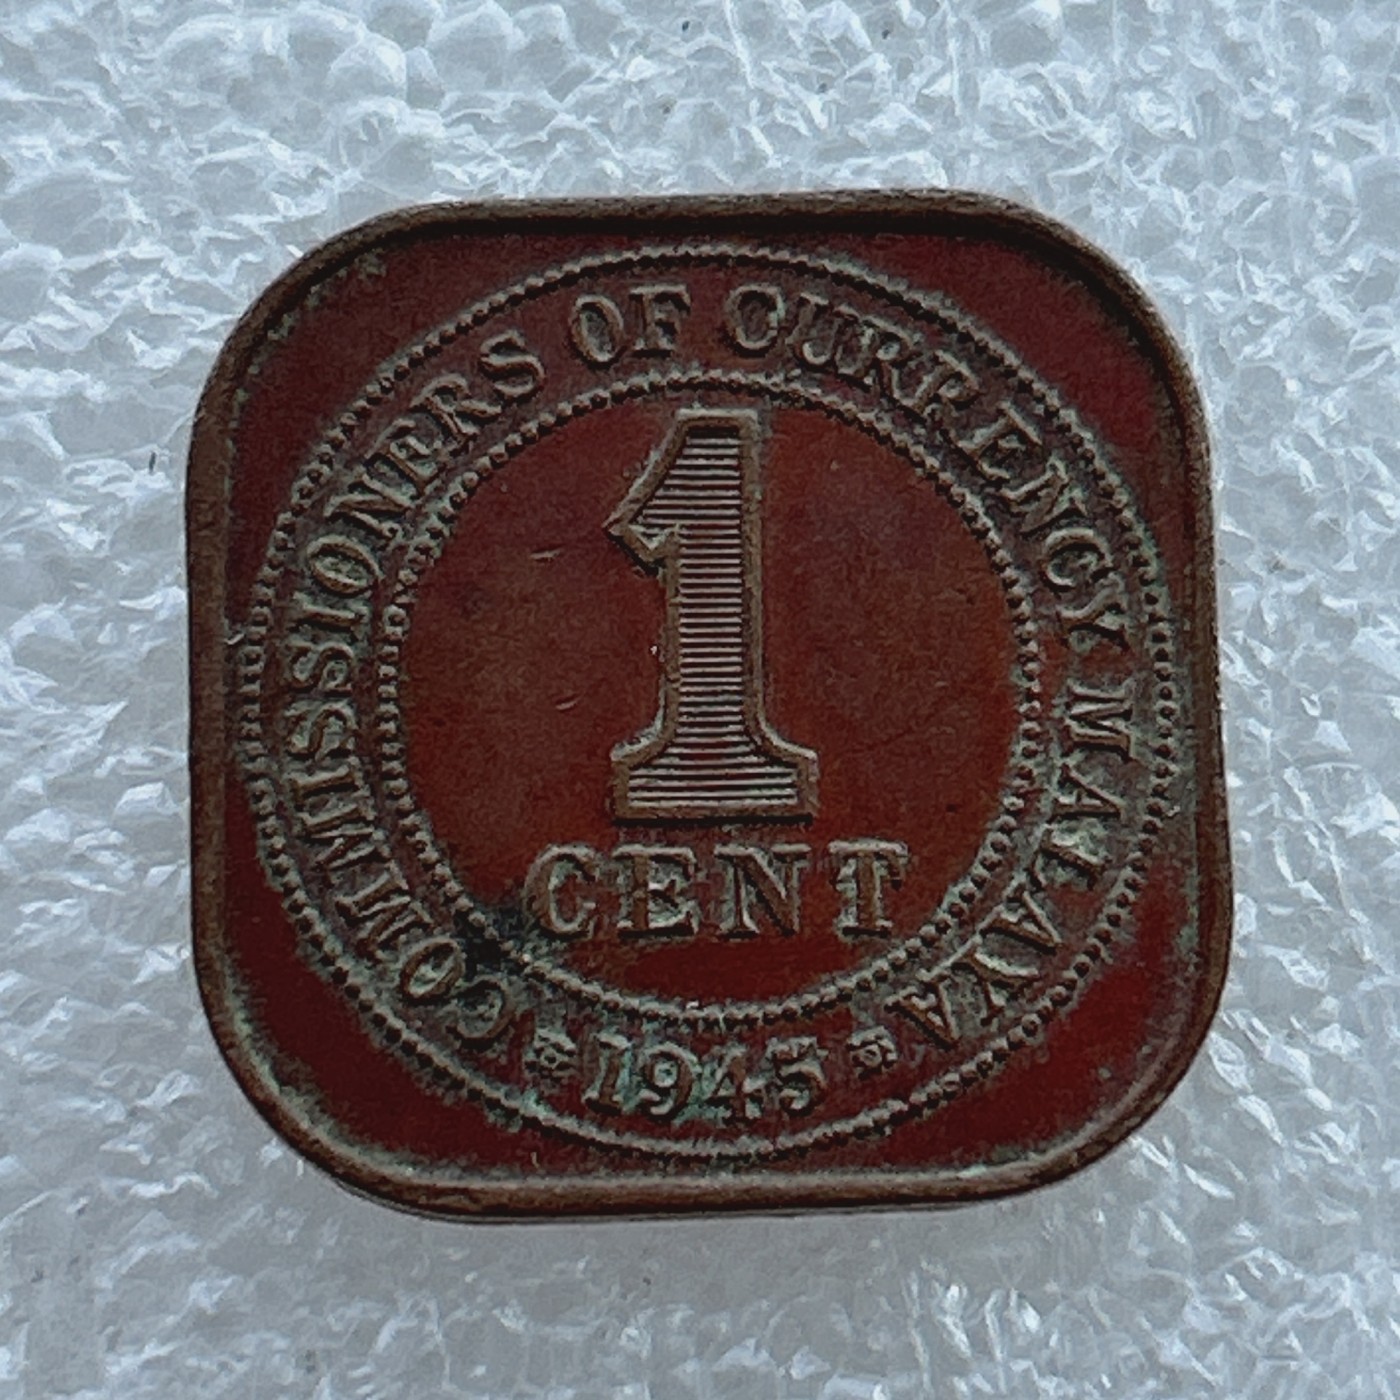 COMMISSIONERS OF CURRENCY MALAYA
1
CENT
1945